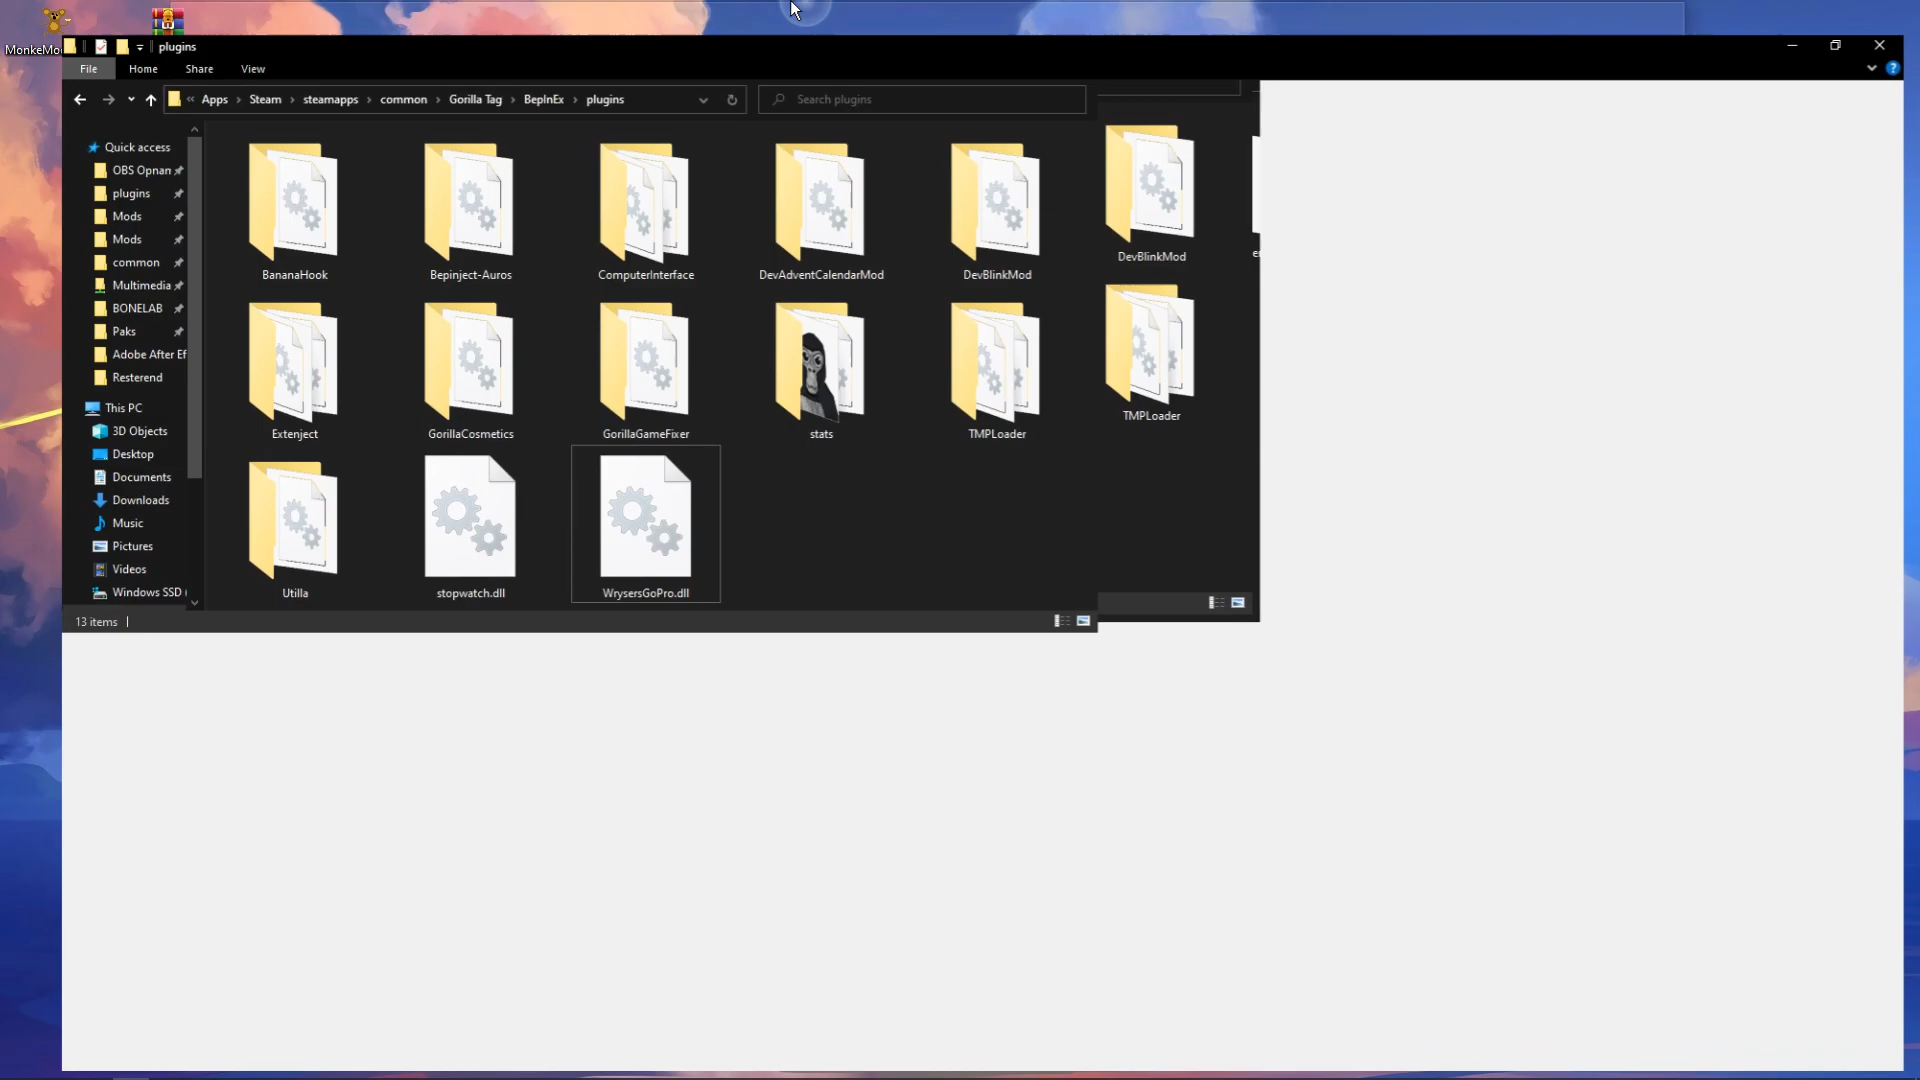 MonkeMo
plugins
File Home Share View
« Apps › Steam › steamapps › common › Gorilla Tag › BepInEx › plugins
Search plugins
Quick access
OBS Opnan
plugins
Mods
Mods
common
Multimedia
BONELAB
Paks
Adobe After Ef
Resterend
This PC
3D Objects
Desktop
Documents
Downloads
Music
Pictures
Videos
Windows SSD (
BananaHook Bepinject-Auros ComputerInterface DevAdventCalendarMod DevBlinkMod DevBlinkMod
Extenject GorillaCosmetics GorillaGameFixer stats TMPLoader TMPLoader
Utilla stopwatch.dll WrysersGoPro.dll
13 items